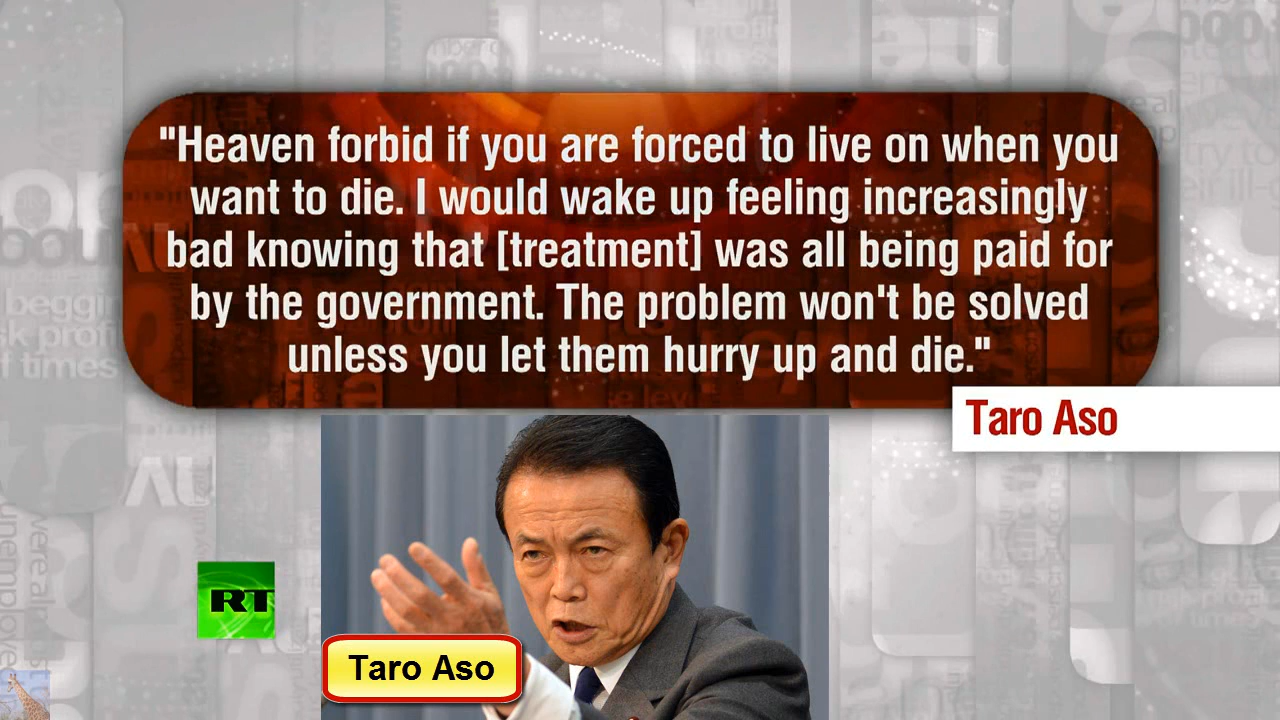 "Heaven forbid if you are forced to live on when you
want to die. I would wake up feeling increasingly
bad knowing that [treatment] was all being paid for
by the government. The problem won't be solved
unless you let them hurry up and die."
Taro Aso
RT
Taro Aso